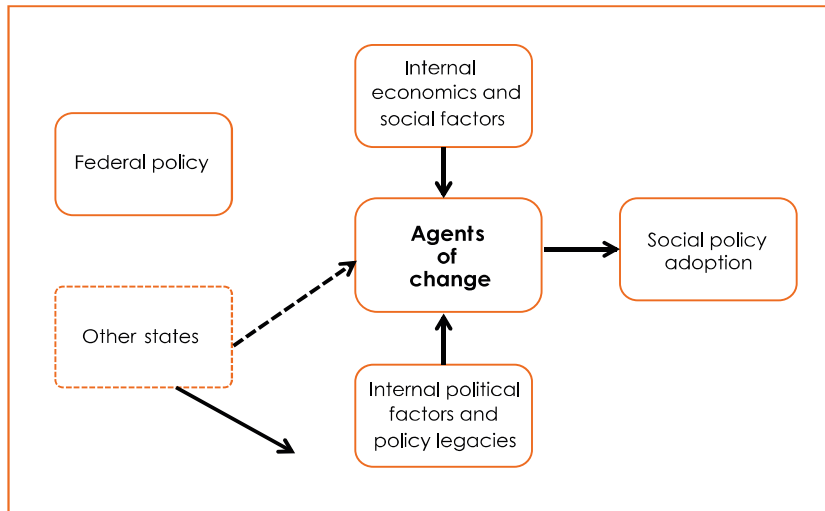 Internal
economics and
social factors
Federal policy
Agents
of
change
Social policy
adoption
Other states
Internal political
factors and
policy legacies